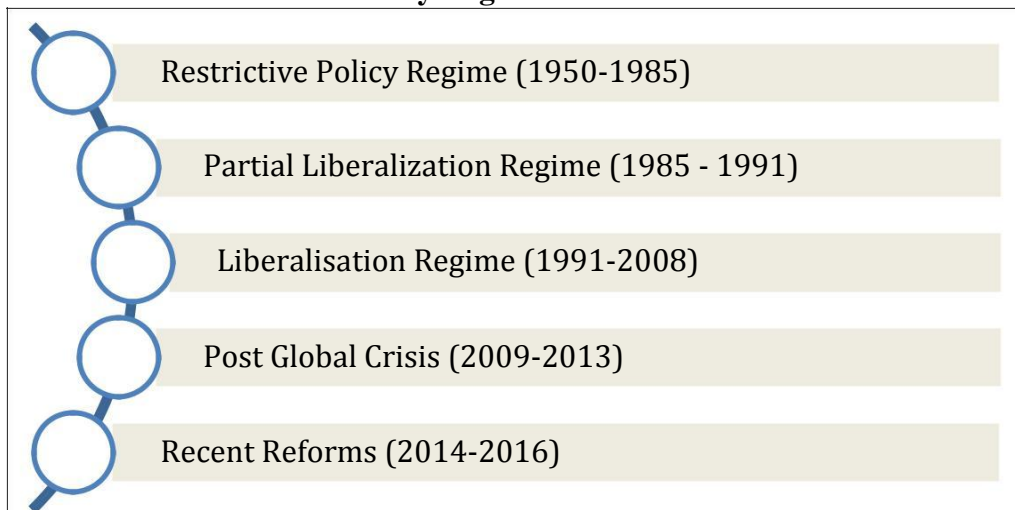 Restrictive Policy Regime (1950-1985)
Partial Liberalization Regime (1985 - 1991)
Liberalisation Regime (1991-2008)
Post Global Crisis (2009-2013)
Recent Reforms (2014-2016)